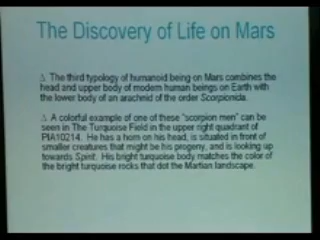 The Discovery of Life on Mars
Δ The third typology of humanoid being on Mars combines the
head and upper body of modern human beings on Earth with
the lower body of an arachnid of the order Scorpionida.
Δ A colorful example of one of these "scorpion men" can be
seen in The Turquoise Field in the upper right quadrant of
PIA10214. He has a horn on his head, is situated in front of
smaller creatures that might be his progeny, and is looking up
towards Spirit. His bright turquoise body matches the color of
the bright turquoise rocks that dot the Martian landscape.